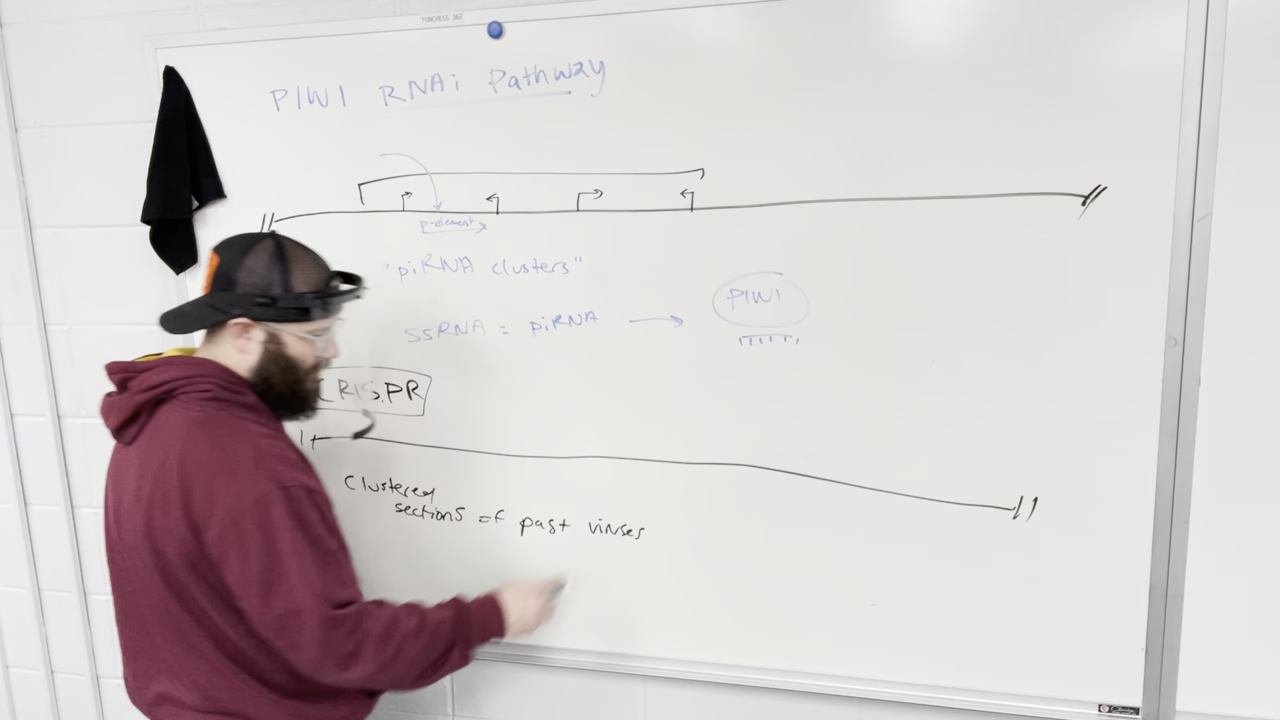 PIWI RNAi Pathway
p-element
"piRNA clusters"
PIWI
ssRNA = piRNA
CRISPR
Clustered
sections of past viruses